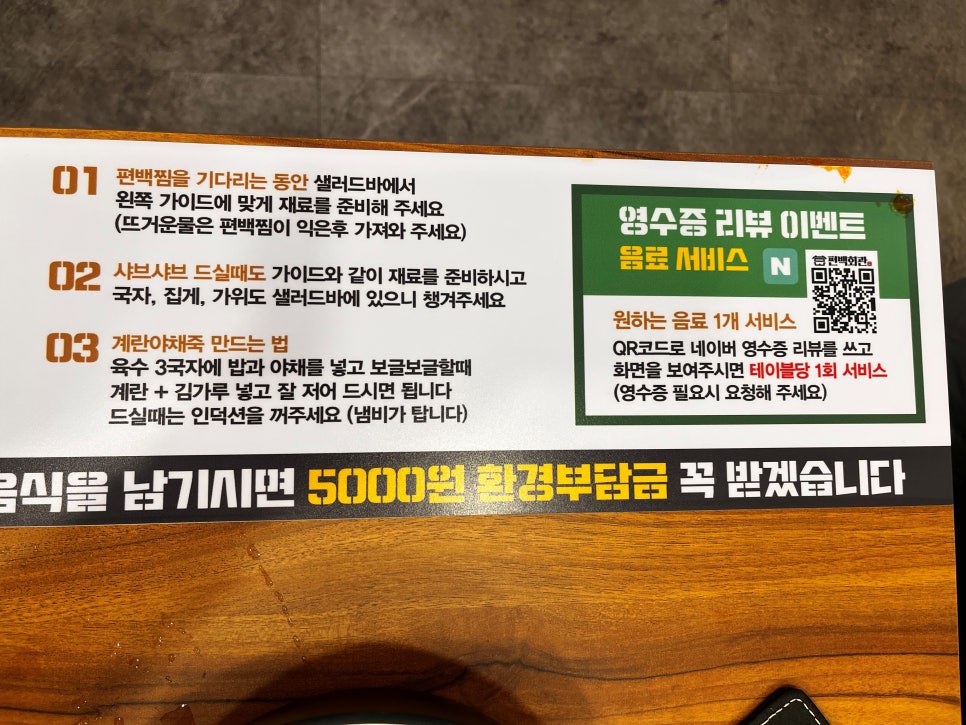 01 편백찜을 기다리는 동안 샐러드바에서
왼쪽 가이드에 맞게 재료를 준비해 주세요
(뜨거운물은 편백찜이 익은후 가져와 주세요)
02 샤브샤브 드실때도 가이드와 같이 재료를 준비하시고
국자, 집게, 가위도 샐러드바에 있으니 챙겨주세요
03 계란야채죽 만드는 법
육수 3국자에 밥과 야채를 넣고 보글보글할때
계란 + 김가루 넣고 잘 저어 드시면 됩니다
드실때는 인덕션을 꺼주세요 (냄비가 탑니다)
영수증 리뷰 이벤트
음료 서비스 N
편백회관
원하는 음료 1개 서비스
QR코드로 네이버 영수증 리뷰를 쓰고
화면을 보여주시면 테이블당 1회 서비스
(영수증 필요시 요청해 주세요)
음식을 남기시면 5000원 환경부담금 꼭 받겠습니다